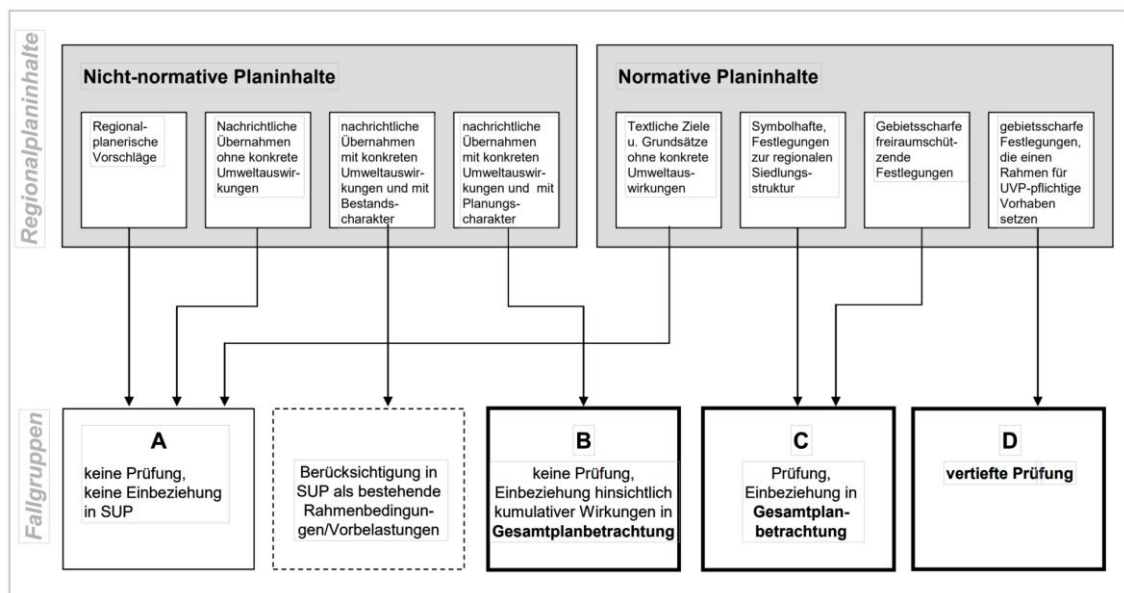 Regionalplaninhalte
Nicht-normative Planinhalte
Regional-
planerische
Vorschläge
Nachrichtliche
Übernahmen
ohne konkrete
Umweltauswir-
kungen
nachrichtliche
Übernahmen
mit konkreten
Umweltauswir-
kungen und mit
Bestands-
charakter
nachrichtliche
Übernahmen
mit konkreten
Umweltauswir-
kungen und mit
Planungs-
charakter
Normative Planinhalte
Textliche Ziele
u. Grundsätze
ohne konkrete
Umweltaus-
wirkungen
Symbolhafte,
Festlegungen
zur regionalen
Siedlungs-
struktur
Gebietsscharfe
freiraumschüt-
zende
Festlegungen
gebietsscharfe
Festlegungen,
die einen
Rahmen für
UVP-pflichtige
Vorhaben
setzen
Fallgruppen
A
keine Prüfung,
keine Einbeziehung
in SUP
Berücksichtigung in
SUP als bestehende
Rahmenbedingun-
gen/Vorbelastungen
B
keine Prüfung,
Einbeziehung hinsichtlich
kumulativer Wirkungen in
Gesamtplanbetrachtung
C
Prüfung,
Einbeziehung in
Gesamtplan-
betrachtung
D
vertiefte Prüfung